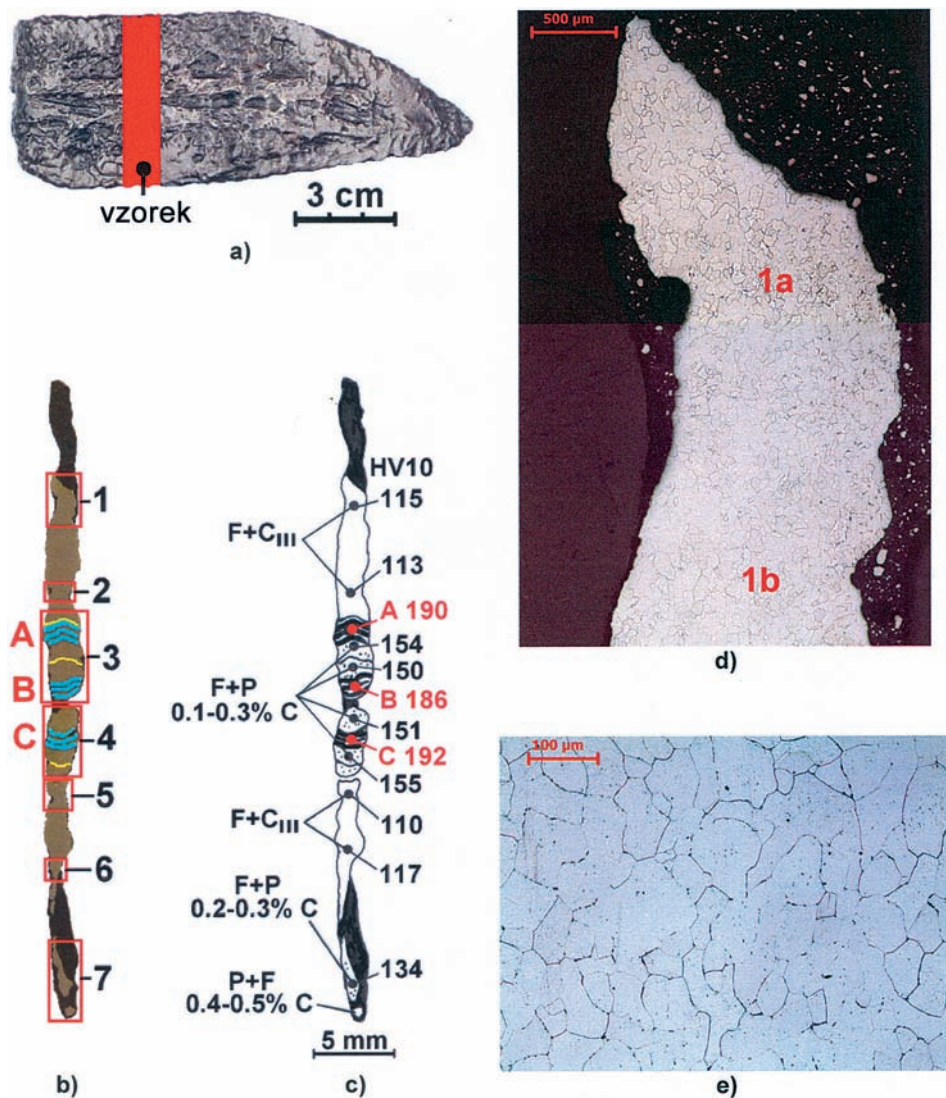 vzorek
3 cm
a)
500 µm
1a
1b
d)
1
2
A
3
B
C
4
5
6
7
b)
HV10
115
F+CIII
113
A 190
154
150
F+P
0.1-0.3% C
B 186
151
C 192
155
F+CIII
110
117
F+P
0.2-0.3% C
134
P+F
0.4-0.5% C
5 mm
c)
100 µm
e)